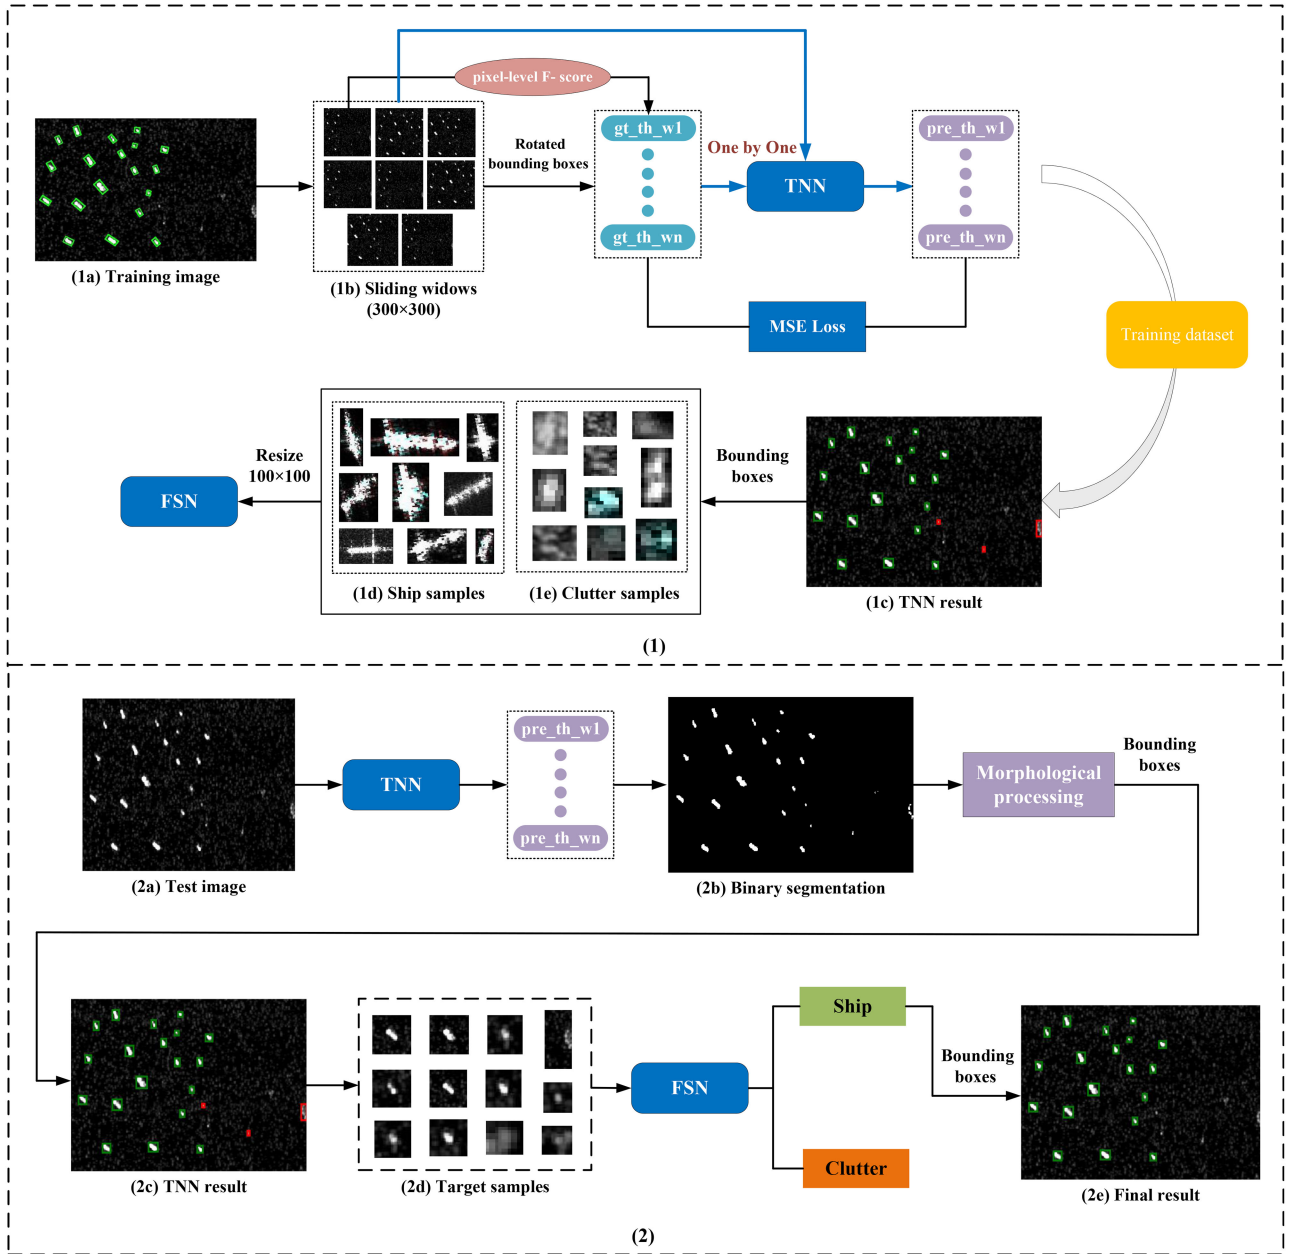 pixel-level F- score
gt_th_w1
pre_th_w1
Rotated
bounding boxes
One by One
TNN
gt_th_wn
pre_th_wn
(1a) Training image
(1b) Sliding widows
(300×300)
MSE Loss
Training dataset
Resize
100×100
FSN
Bounding
boxes
(1d) Ship samples
(1e) Clutter samples
(1c) TNN result
(1)
pre_th_w1
TNN
pre_th_wn
Morphological
processing
Bounding
boxes
(2a) Test image
(2b) Binary segmentation
Ship
FSN
Bounding
boxes
Clutter
(2c) TNN result
(2d) Target samples
(2e) Final result
(2)